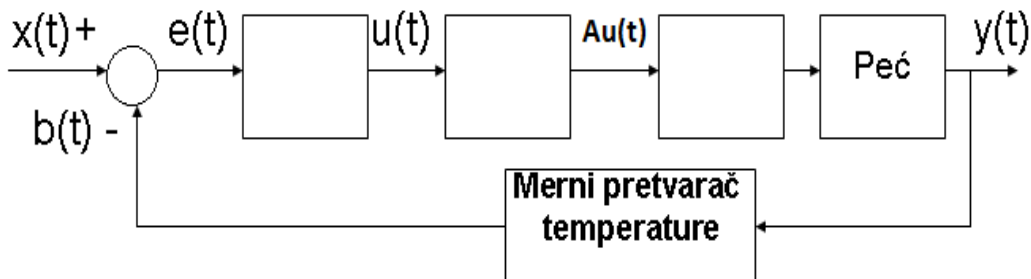 x(t)+ e(t) u(t) Au(t) y(t)
Peć
b(t) -
Merni pretvarač
temperature